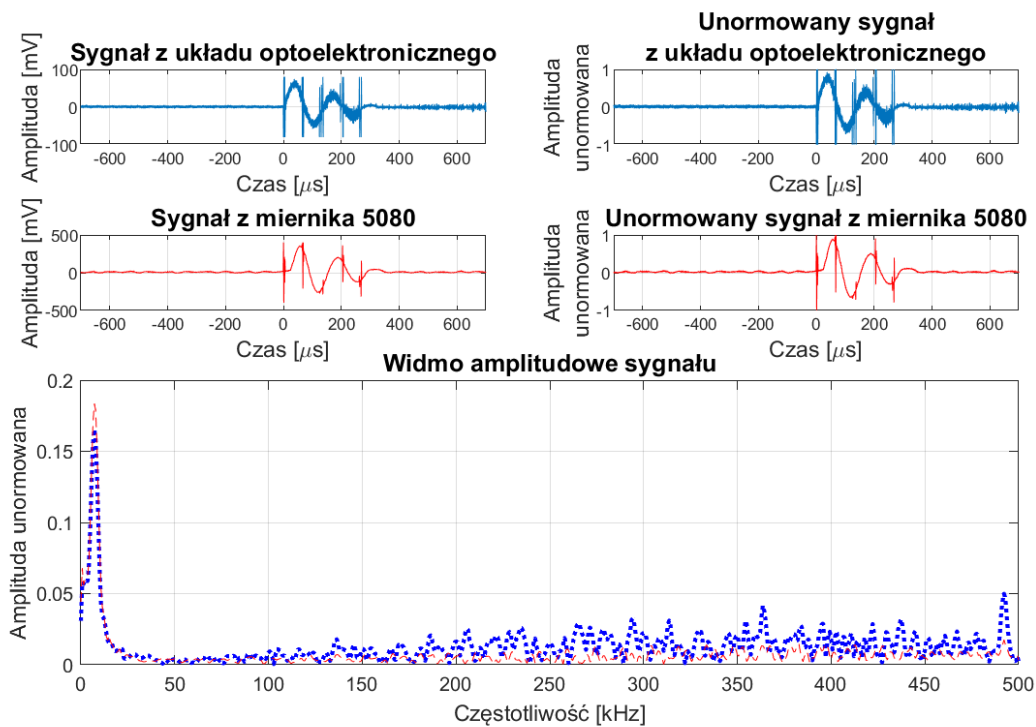 Sygnał z układu optoelektronicznego
Amplituda [mV]
100
0
-100
-600 -400 -200 0 200 400 600
Czas [μs]
Unormowany sygnał
z układu optoelektronicznego
Amplituda
unormowana
1
0
-1
-600 -400 -200 0 200 400 600
Czas [μs]
Sygnał z miernika 5080
Amplituda [mV]
500
0
-500
-600 -400 -200 0 200 400 600
Czas [μs]
Unormowany sygnał z miernika 5080
Amplituda
unormowana
1
0
-1
-600 -400 -200 0 200 400 600
Czas [μs]
Widmo amplitudowe sygnału
Amplituda unormowana
0.2
0.15
0.1
0.05
0
0 50 100 150 200 250 300 350 400 450 500
Częstotliwość [kHz]